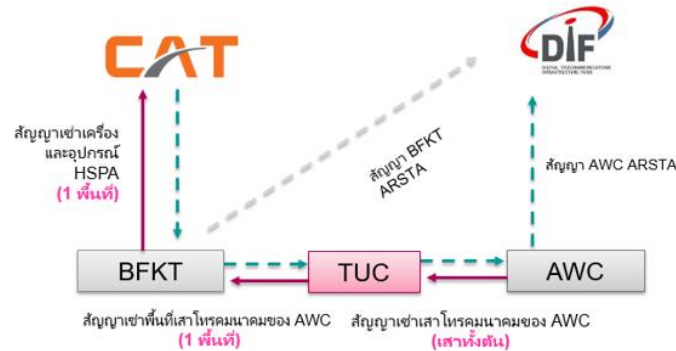 CAT
DIF
DIGITAL TELECOMMUNICATIONS
INFRASTRUCTURE FUND
สัญญาเช่าเครื่อง
และอุปกรณ์
HSPA
(1 พื้นที่)
สัญญา BFKT
ARSTA
สัญญา AWC ARSTA
BFKT
TUC
AWC
สัญญาเช่าพื้นที่เสาโทรคมนาคมของ AWC
(1 พื้นที่)
สัญญาเช่าเสาโทรคมนาคมของ AWC
(เสาทั้งต้น)